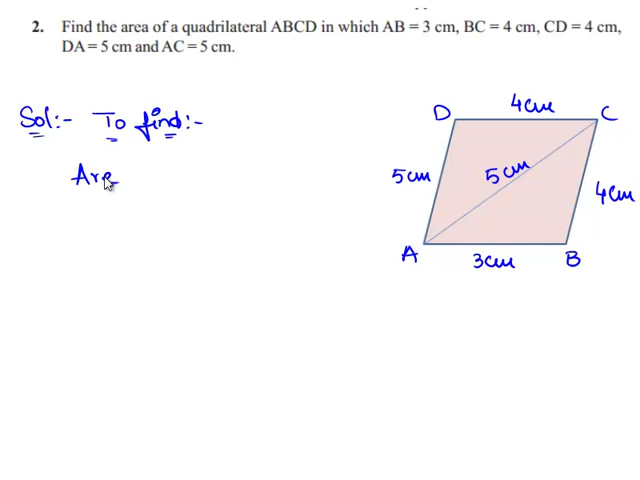 2. Find the area of a quadrilateral ABCD in which AB = 3 cm, BC = 4 cm, CD = 4 cm,
DA = 5 cm and AC = 5 cm.
Sol:- To find:-
Are
D 4cm C
5cm 5cm 4cm
A 3cm B